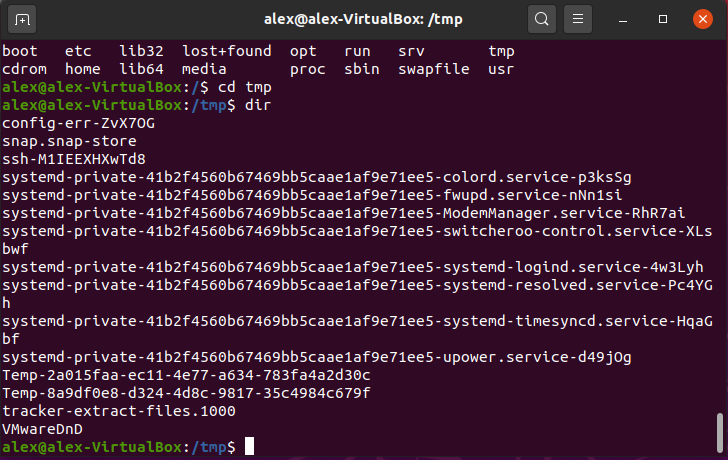 alex@alex-VirtualBox: /tmp
boot etc lib32 lost+found opt run srv tmp
cdrom home lib64 media proc sbin swapfile usr
alex@alex-VirtualBox:/$ cd tmp
alex@alex-VirtualBox:/tmp$ dir
config-err-ZvX7OG
snap.snap-store
ssh-M1IEEXHXwTd8
systemd-private-41b2f4560b67469bb5caae1af9e71ee5-colord.service-p3ksSg
systemd-private-41b2f4560b67469bb5caae1af9e71ee5-fwupd.service-nNn1si
systemd-private-41b2f4560b67469bb5caae1af9e71ee5-ModemManager.service-RhR7ai
systemd-private-41b2f4560b67469bb5caae1af9e71ee5-switcheroo-control.service-XLs
bwf
systemd-private-41b2f4560b67469bb5caae1af9e71ee5-systemd-logind.service-4w3Lyh
systemd-private-41b2f4560b67469bb5caae1af9e71ee5-systemd-resolved.service-Pc4YG
h
systemd-private-41b2f4560b67469bb5caae1af9e71ee5-systemd-timesyncd.service-HqaG
bf
systemd-private-41b2f4560b67469bb5caae1af9e71ee5-upower.service-d49jOg
Temp-2a015faa-ec11-4e77-a634-783fa4a2d30c
Temp-8a9df0e8-d324-4d8c-9817-35c4984c679f
tracker-extract-files.1000
VMwareDnD
alex@alex-VirtualBox:/tmp$